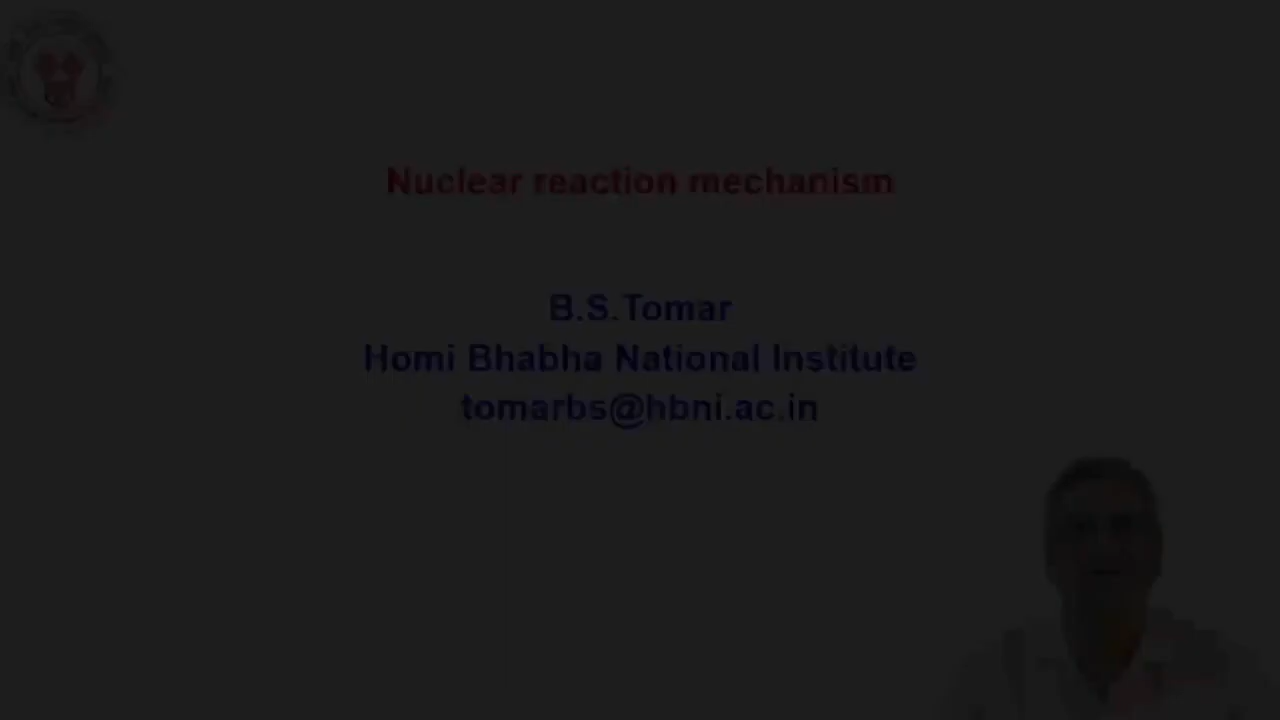 Nuclear reaction mechanism
B.S.Tomar
Homi Bhabha National Institute
tomarbs@hbni.ac.in